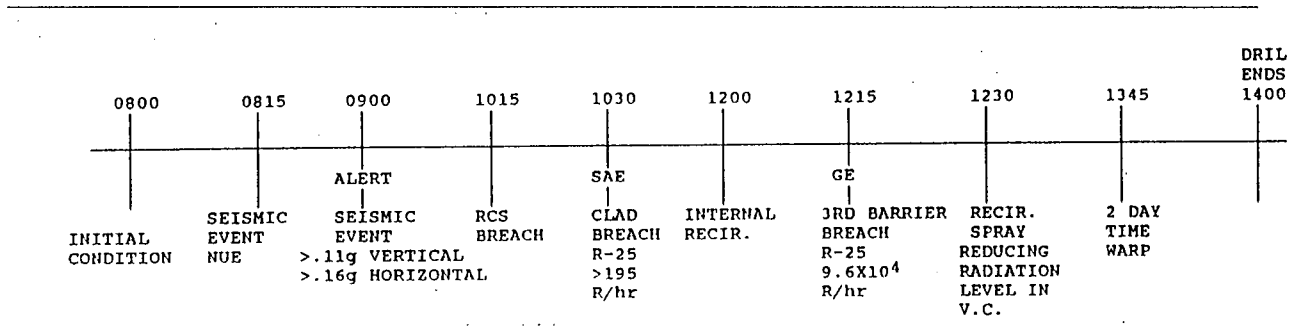 DRIL
ENDS
0800 0815 0900 1015 1030 1200 1215 1230 1345 1400
ALERT SAE GE
INITIAL
CONDITION
SEISMIC
EVENT
NUE
SEISMIC
EVENT
>.11g VERTICAL
>.16g HORIZONTAL
RCS
BREACH
CLAD
BREACH
R-25
>195
R/hr
INTERNAL
RECIR.
3RD BARRIER
BREACH
R-25
9.6X10⁴
R/hr
RECIR.
SPRAY
REDUCING
RADIATION
LEVEL IN
V.C.
2 DAY
TIME
WARP